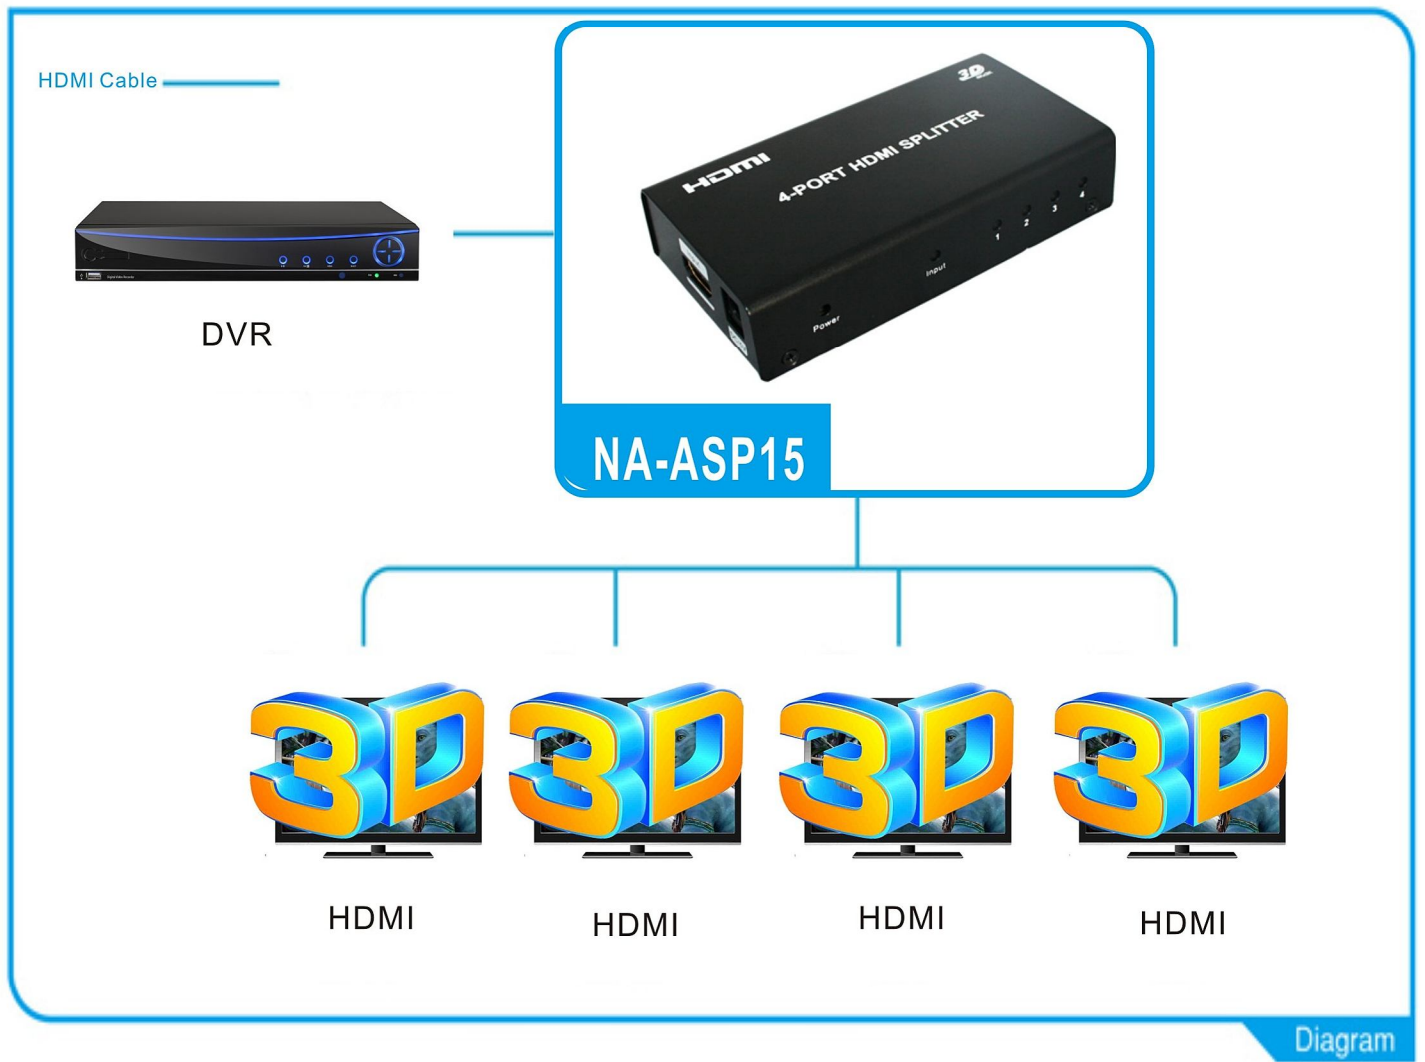 HDMI Cable
3D
HDMI
4-PORT HDMI SPLITTER
1 2 3 4
Input
Power
DVR
NA-ASP15
3D 3D 3D 3D
HDMI HDMI HDMI HDMI
Diagram